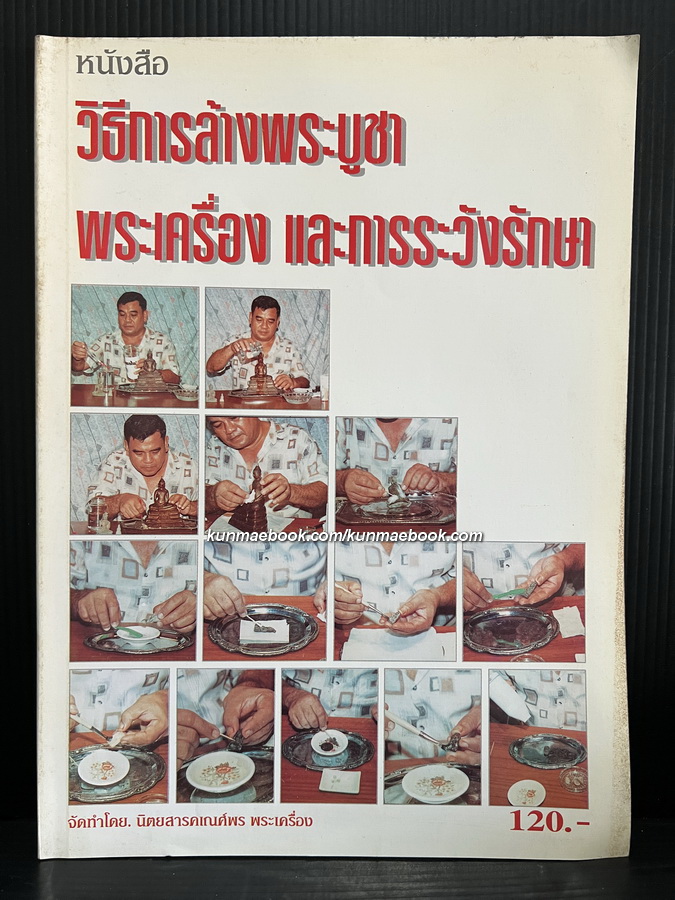 หนังสือ
วิธีการล้างพระบูชา
พระเครื่อง และการระวังรักษา
kunmaebook.com/kunmaebook.com
จัดทำโดย. นิตยสารคเณศ์พร พระเครื่อง
120.-